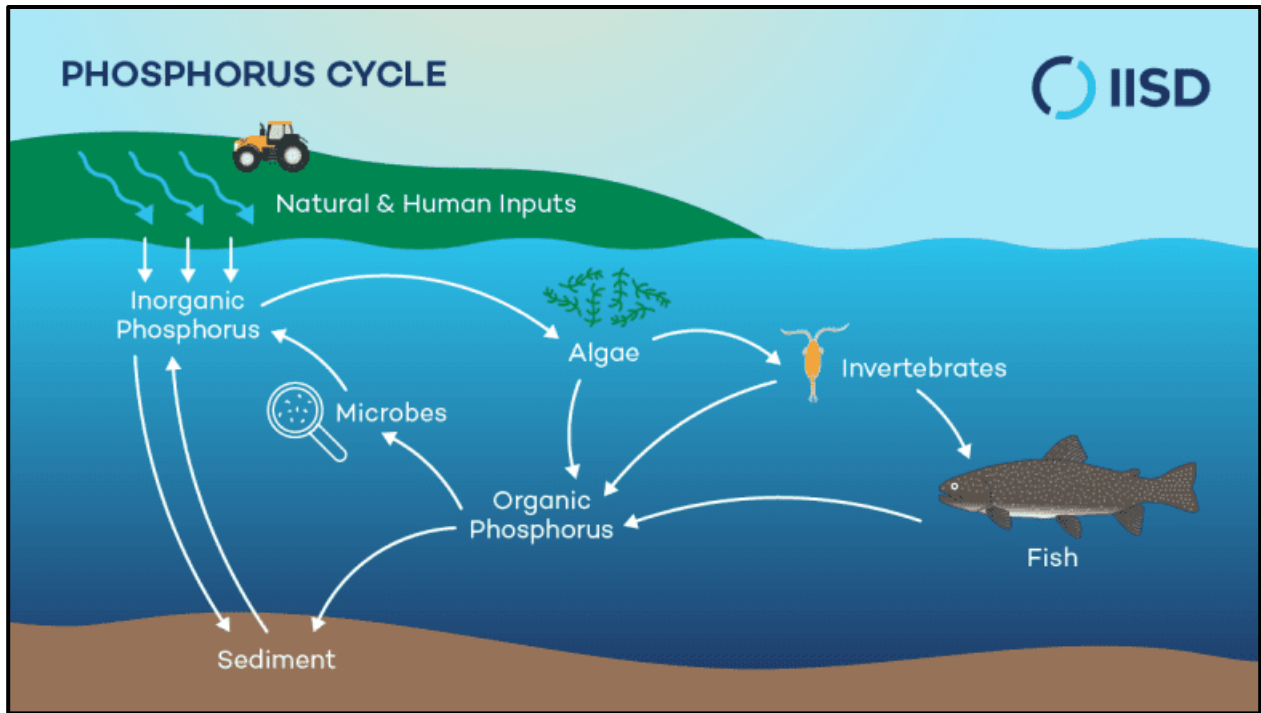 PHOSPHORUS CYCLE
IISD
Natural & Human Inputs
Inorganic
Phosphorus
Algae
Invertebrates
Microbes
Organic
Phosphorus
Fish
Sediment